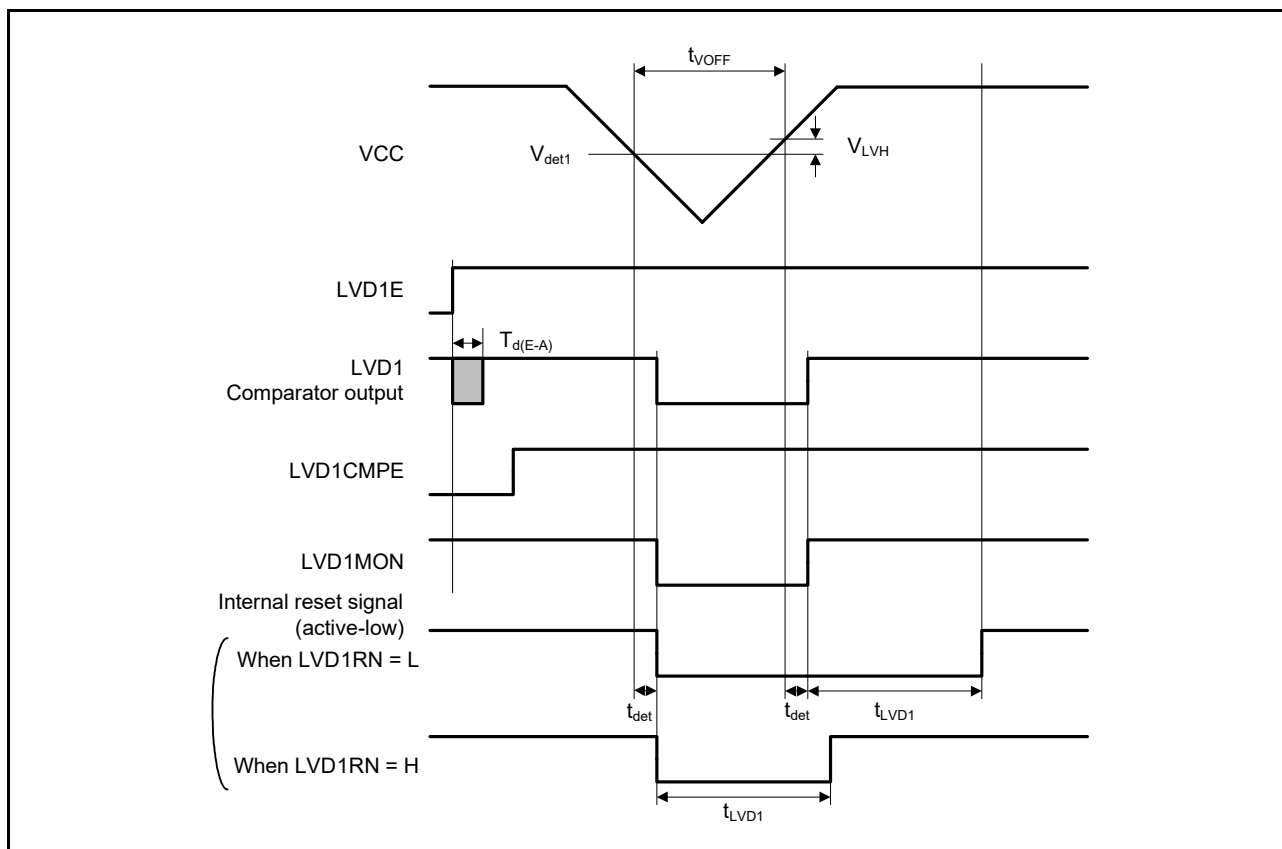 tVOFF
VCC
Vdet1
VLVH
LVD1E
Td(E-A)
LVD1
Comparator output
LVD1CMPE
LVD1MON
Internal reset signal
(active-low)
When LVD1RN = L
tdet
tdet
tLVD1
When LVD1RN = H
tLVD1